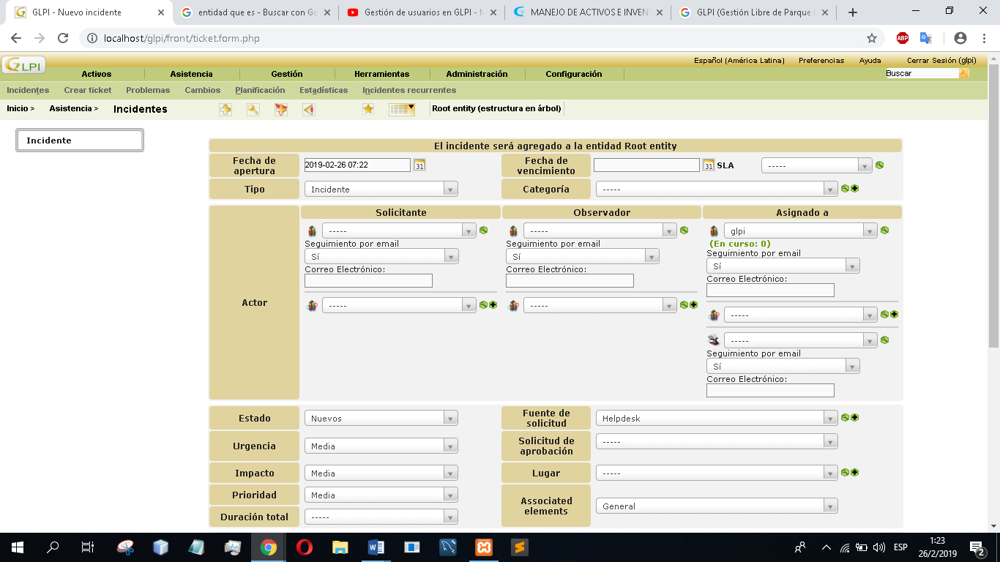 GLPI - Nuevo incidente
entidad que es - Buscar con Go
Gestión de usuarios en GLPI - 
MANEJO DE ACTIVOS E INVEN
GLPI (Gestión Libre de Parque
localhost/glpi/front/ticket.form.php
ABP
GLPI
Español (América Latina) Preferencias Ayuda Cerrar Sesión (glpi)
Activos Asistencia Gestión Herramientas Administración Configuración
Buscar
Incidentes Crear ticket Problemas Cambios Planificación Estadísticas Incidentes recurrentes
Inicio > Asistencia > Incidentes
Root entity (estructura en árbol)
Incidente
El incidente será agregado a la entidad Root entity
Fecha de apertura
2019-02-26 07:22
31
Fecha de vencimiento
31
SLA
-----
Tipo
Incidente
Categoría
-----
Actor
Solicitante
-----
Seguimiento por email
Sí
Correo Electrónico:
-----
Observador
-----
Seguimiento por email
Sí
Correo Electrónico:
-----
Asignado a
glpi
(En curso: 0)
Seguimiento por email
Sí
Correo Electrónico:
-----
-----
Seguimiento por email
Sí
Correo Electrónico:
Estado
Nuevos
Fuente de solicitud
Helpdesk
Urgencia
Media
Solicitud de aprobación
-----
Impacto
Media
Lugar
-----
Prioridad
Media
Associated elements
General
Duración total
-----
ESP
1:23
26/2/2019
2